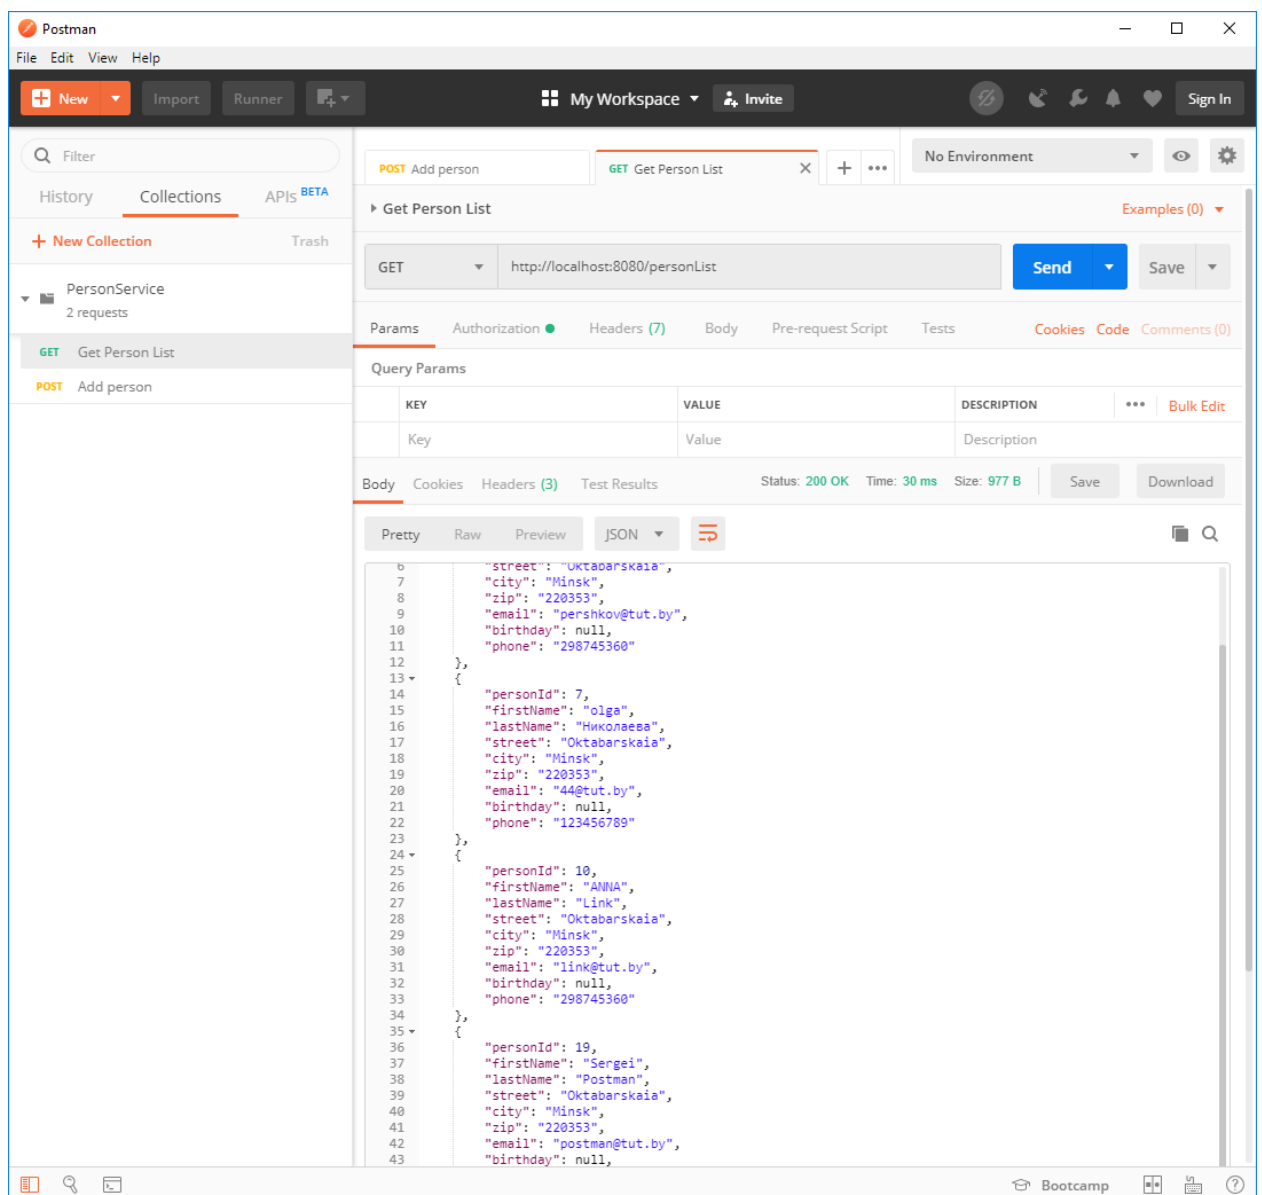 Postman
File Edit View Help
New Import Runner My Workspace Invite Sign In
Filter
History Collections APIs BETA
New Collection Trash
PersonService
2 requests
GET Get Person List
POST Add person
POST Add person GET Get Person List No Environment
Get Person List Examples (0)
GET http://localhost:8080/personList Send Save
Params Authorization Headers (7) Body Pre-request Script Tests Cookies Code Comments (0)
Query Params
KEY VALUE DESCRIPTION Bulk Edit
Key Value Description
Body Cookies Headers (3) Test Results Status: 200 OK Time: 30 ms Size: 977 B Save Download
Pretty Raw Preview JSON
6 "street": "Oktabarskaia",
7 "city": "Minsk",
8 "zip": "220353",
9 "email": "pershkov@tut.by",
10 "birthday": null,
11 "phone": "298745360"
12 },
13 {
14 "personId": 7,
15 "firstName": "olga",
16 "lastName": "Николаева",
17 "street": "Oktabarskaia",
18 "city": "Minsk",
19 "zip": "220353",
20 "email": "44@tut.by",
21 "birthday": null,
22 "phone": "123456789"
23 },
24 {
25 "personId": 10,
26 "firstName": "ANNA",
27 "lastName": "Link",
28 "street": "Oktabarskaia",
29 "city": "Minsk",
30 "zip": "220353",
31 "email": "link@tut.by",
32 "birthday": null,
33 "phone": "298745360"
34 },
35 {
36 "personId": 19,
37 "firstName": "Sergei",
38 "lastName": "Postman",
39 "street": "Oktabarskaia",
40 "city": "Minsk",
41 "zip": "220353",
42 "email": "postman@tut.by",
43 "birthday": null,
Bootcamp